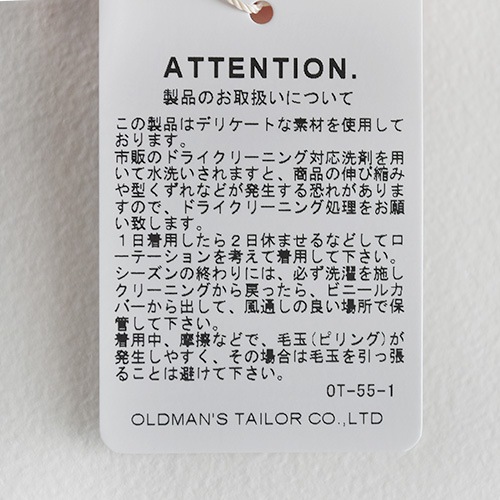 ATTENTION.
製品のお取扱いについて
この製品はデリケートな素材を使用して
おります。
市販のドライクリーニング対応洗剤を用
いて水洗いされますと、商品の伸び縮み
や型くずれなどが発生する恐れがありま
すので、ドライクリーニング処理をお願
い致します。
1日着用したら2日休ませるなどしてロ
ーテーションを考えて着用して下さい。
シーズンの終わりには、必ず洗濯を施し
クリーニングから戻ったら、ビニールカ
バーから出して、風通しの良い場所で保
管して下さい。
着用中、摩擦などで、毛玉(ピリング)が
発生しやすく、その場合は毛玉を引っ張
ることは避けて下さい。
OT-55-1
OLDMAN'S TAILOR CO.,LTD